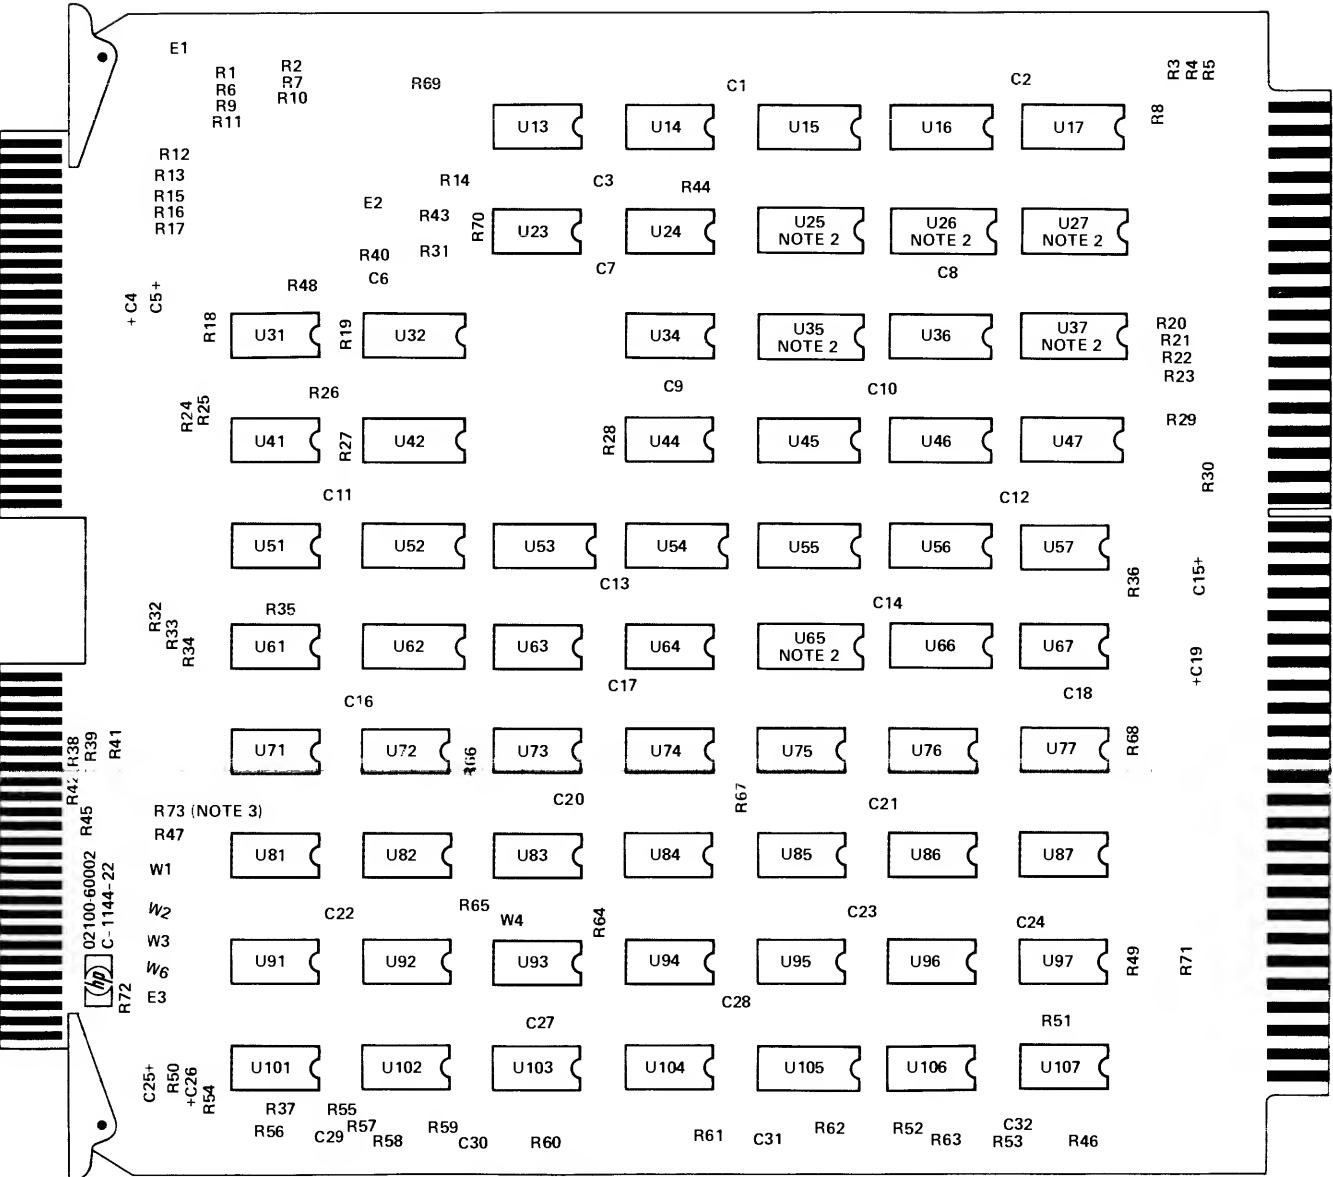 E1
R1
R6
R9
R11
R2
R7
R10
R69
C1
C2
R3
R4
R5
R8
U13
U14
U15
U16
U17
R12
R13
R15
R16
R17
R14
E2
R43
R40
R31
C6
R70
C3
R44
U23
U24
U25
NOTE 2
U26
NOTE 2
U27
NOTE 2
C7
C8
+C4
C5+
R48
R18
U31
R19
U32
U34
U35
NOTE 2
U36
U37
NOTE 2
R20
R21
R22
R23
C9
C10
R24
R25
R26
U41
R27
U42
R28
U44
U45
U46
U47
R29
R30
C11
C12
U51
U52
U53
U54
U55
U56
U57
R36
C15+
C13
C14
R32
R33
R34
R35
U61
U62
U63
U64
U65
NOTE 2
U66
U67
+C19
C16
C17
C18
R38
R39
R41
R42
R45
U71
U72
R66
U73
U74
U75
U76
U77
R68
C20
R67
C21
R73 (NOTE 3)
R47
U81
U82
U83
U84
U85
U86
U87
W1
W2
W3
W6
E3
02100-60002
C-1144-22
hp
R72
C22
R65
W4
R64
C23
C24
U91
U92
U93
U94
U95
U96
U97
R49
R71
C28
C27
R51
C25+
R50
+C26
R54
U101
U102
U103
U104
U105
U106
U107
R37
R55
R56
C29
R57
R58
R59
C30
R60
R61
C31
R62
R52
R63
C32
R53
R46